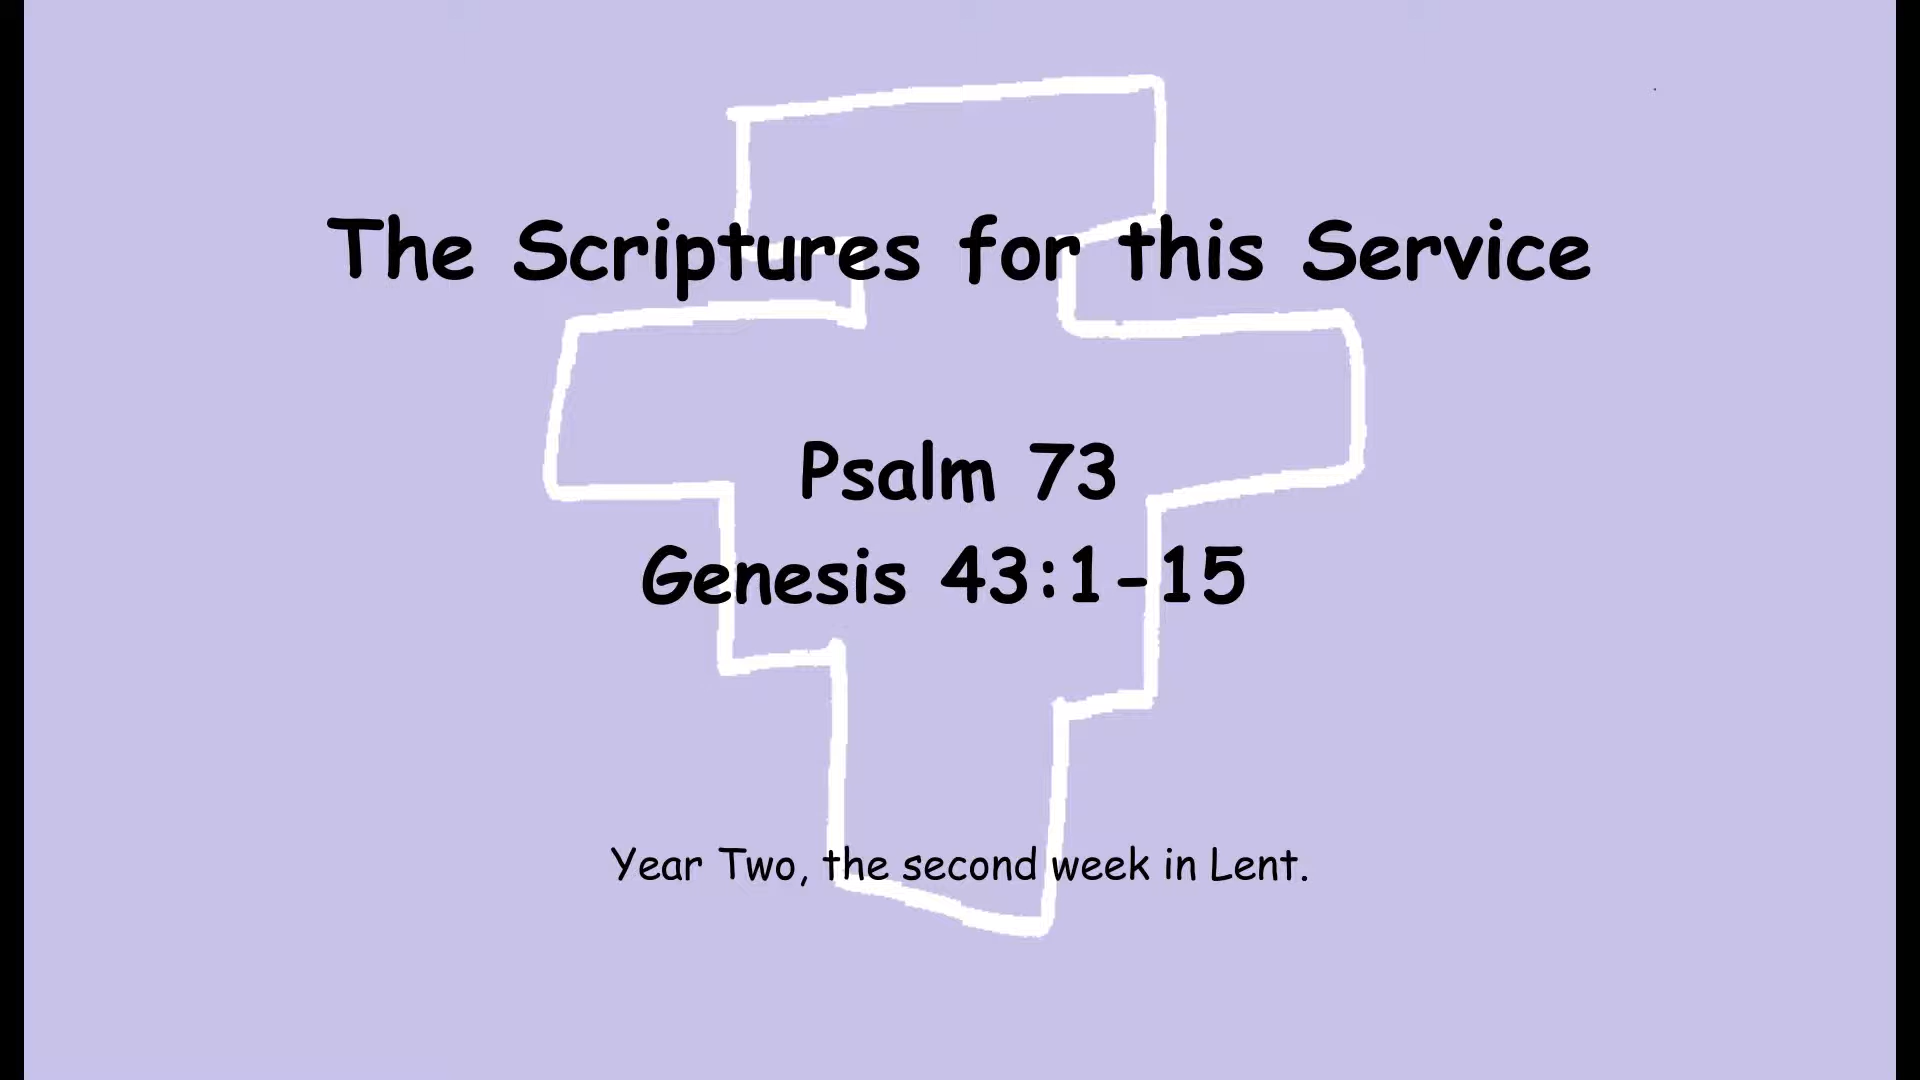 The Scriptures for this Service
Psalm 73
Genesis 43:1-15
Year Two, the second week in Lent.